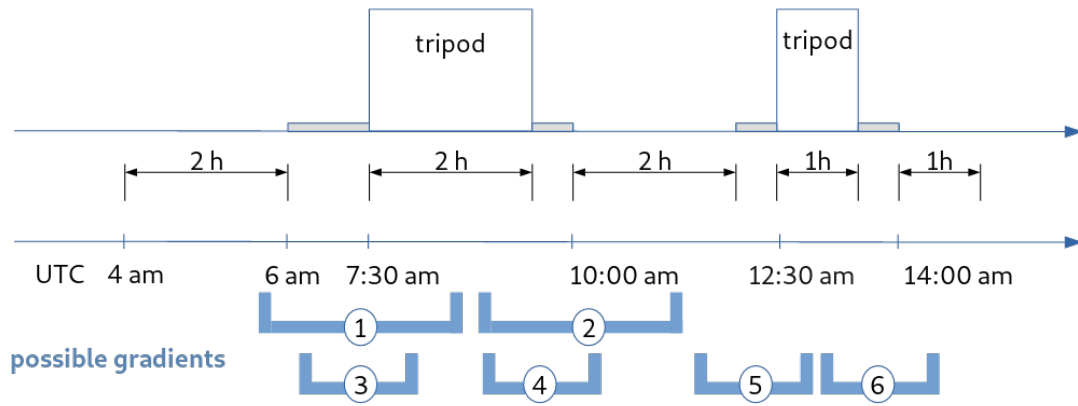 tripod
tripod
2 h
2 h
2 h
1h
1h
UTC 4 am 6 am 7:30 am 10:00 am 12:30 am 14:00 am
1
2
possible gradients
3
4
5
6